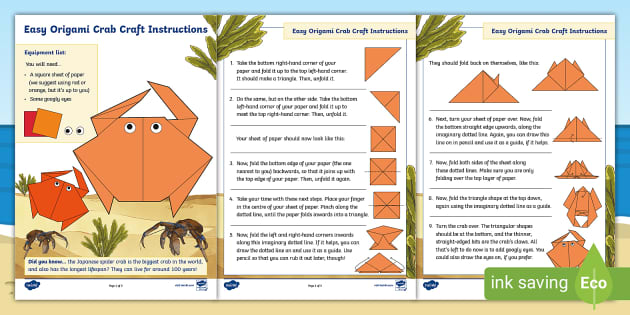 Easy Origami Crab Craft Instructions
Equipment list:
You will need...
• A square sheet of paper
(we suggest using red or
orange, but it's up to you)
• Some googly eyes
Did you know... the Japanese spider crab is the biggest crab in the world,
and also has the longest lifespan? They can live for around 100 years!
twinkl
Page 1 of 3
visit twinkl.com
Easy Origami Crab Craft Instructions
1. Take the bottom right-hand corner of your
paper and fold it up to the top left-hand corner.
It should make a triangle. Then, unfold it.
2. Do the same, but on the other side. Take the bottom
left-hand corner of your paper and fold it up to
meet the top right-hand corner. Then, unfold it.
Your sheet of paper should now look like this:
3. Now, fold the bottom edge of your paper (the one
nearest to you) backwards, so that it joins up with
the top edge of your paper. Then, unfold it again.
4. Take your time with these next steps. Place your finger
in the centre of your sheet of paper. Pinch along the
dotted line, until the paper folds inwards into a triangle.
5. Now, fold the left and right-hand corners inwards
along this imaginary dotted line. If it helps, you can
draw the dotted line on and use it as a guide. Use
pencil so that you can rub it out later, though!
twinkl
Page 2 of 3
visit twinkl.com
Easy Origami Crab Craft Instructions
They should fold back on themselves, like this:
6. Next, turn your sheet of paper over. Now, fold
the bottom straight edge upwards, along the
imaginary dotted line. Again, you can draw this
line on in pencil and use it as a guide, if it helps.
7. Now, fold both sides of the sheet along
these dotted lines. Make sure you are only
folding over the top layer of paper.
8. Now, fold the triangle shape at the top down,
again using the imaginary dotted line as a guide.
9. Turn the crab over. The triangular shapes
should be at the bottom, and the thinner,
straight-edged bits are the crab's claws. All
that's left to do now is to add googly eyes. You
could also draw the eyes on, if you prefer.
twinkl
ink saving
Eco